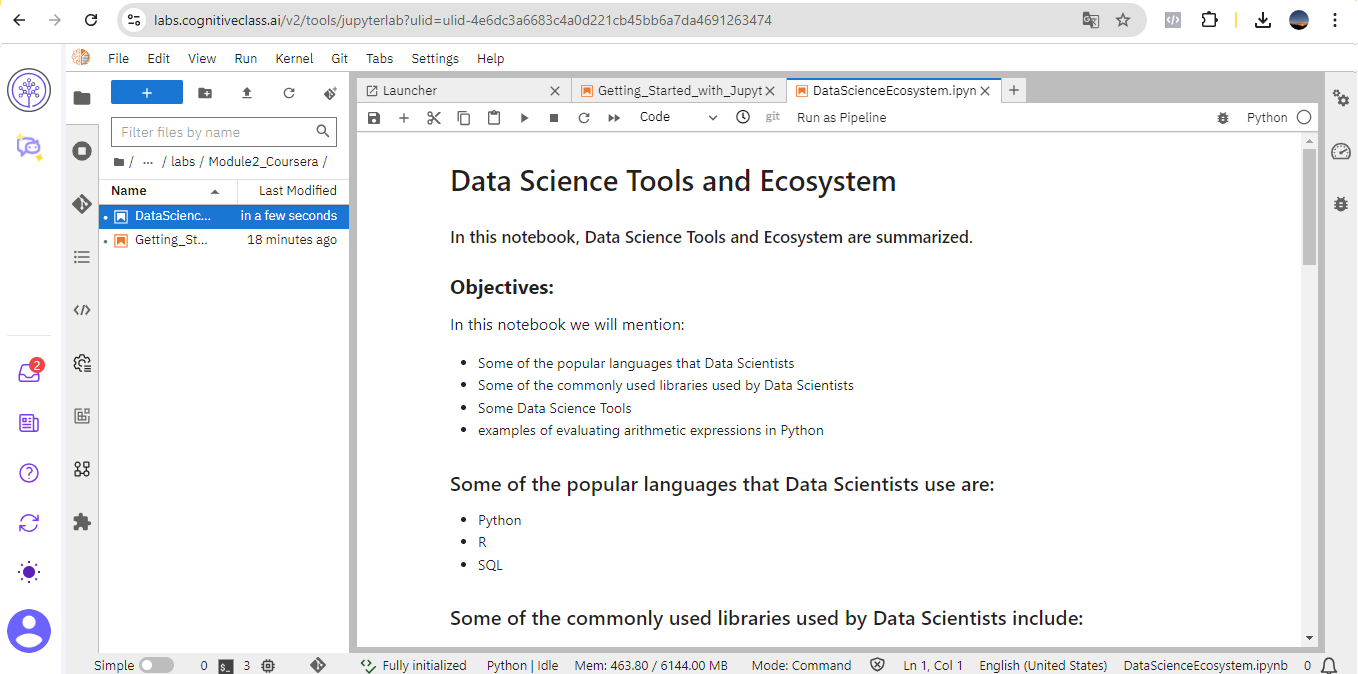 labs.cognitiveclass.ai/v2/tools/jupyterlab?ulid=ulid-4e6dc3a6683c4a0d221cb45bb6a7da4691263474
File Edit View Run Kernel Git Tabs Settings Help
+
Launcher
Getting_Started_with_Jupyt
DataScienceEcosystem.ipyn
+
Filter files by name
Code
git
Run as Pipeline
Python
/ ... / labs / Module2_Coursera /
Name
Last Modified
DataScienc... in a few seconds
Getting_St... 18 minutes ago
Data Science Tools and Ecosystem
In this notebook, Data Science Tools and Ecosystem are summarized.
Objectives:
In this notebook we will mention:
• Some of the popular languages that Data Scientists
• Some of the commonly used libraries used by Data Scientists
• Some Data Science Tools
• examples of evaluating arithmetic expressions in Python
Some of the popular languages that Data Scientists use are:
• Python
• R
• SQL
Some of the commonly used libraries used by Data Scientists include:
2
Simple 0 3 Fully initialized Python | Idle Mem: 463.80 / 6144.00 MB Mode: Command Ln 1, Col 1 English (United States) DataScienceEcosystem.ipynb 0